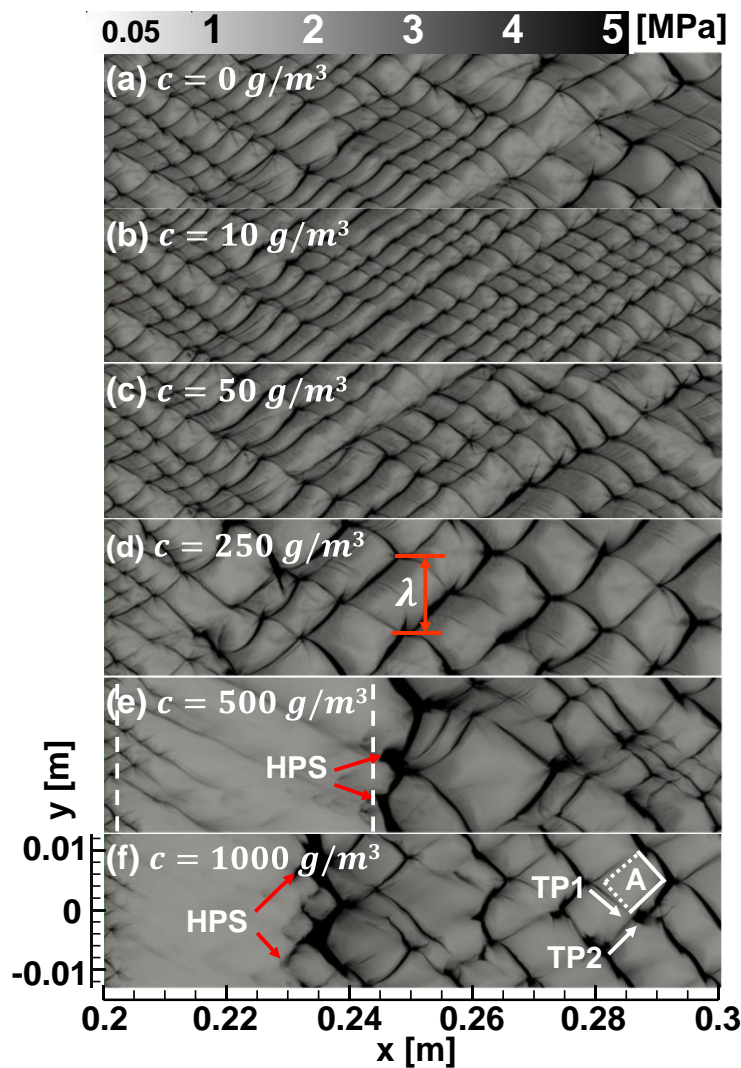 0.05 1 2 3 4 5 [MPa]
(a) c = 0 g/m³
(b) c = 10 g/m³
(c) c = 50 g/m³
(d) c = 250 g/m³
λ
(e) c = 500 g/m³
HPS
y [m]
(f) c = 1000 g/m³
0.01
0
-0.01
HPS
A
TP1
TP2
0.2 0.22 0.24 0.26 0.28 0.3
x [m]